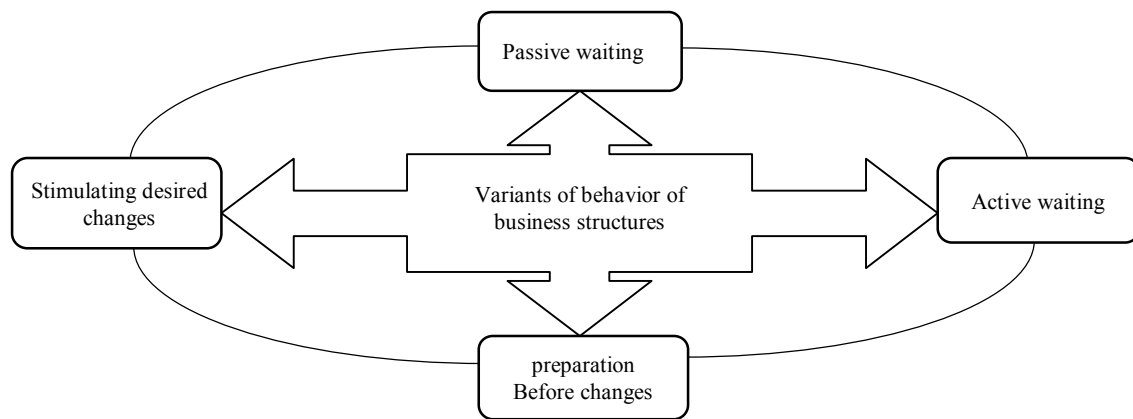 Passive waiting
Stimulating desired
changes
Variants of behavior of
business structures
Active waiting
preparation
Before changes